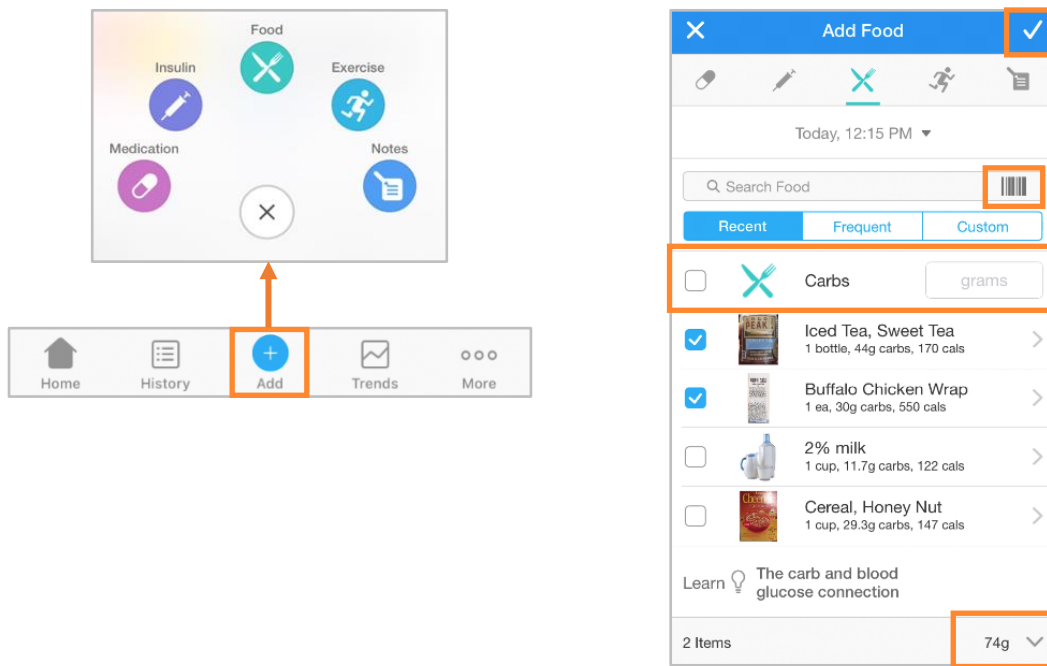 Food
Insulin
Exercise
Medication
Notes
Home
History
Add
Trends
More
Add Food
Today, 12:15 PM
Search Food
Recent Frequent Custom
Carbs grams
Iced Tea, Sweet Tea
1 bottle, 44g carbs, 170 cals
Buffalo Chicken Wrap
1 ea, 30g carbs, 550 cals
2% milk
1 cup, 11.7g carbs, 122 cals
Cereal, Honey Nut
1 cup, 29.3g carbs, 147 cals
Learn The carb and blood
glucose connection
2 Items 74g